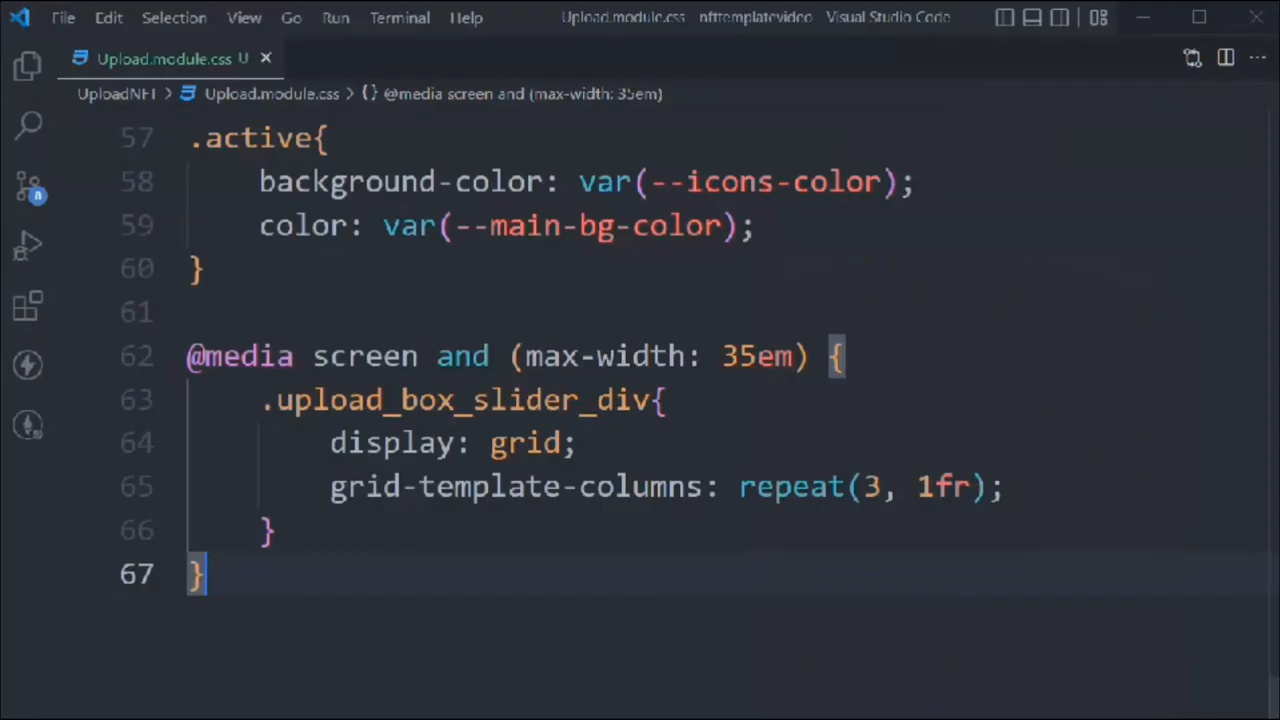 File Edit Selection View Go Run Terminal Help Upload.module.css nfttemplatevideo Visual Studio Code
Upload.module.css U
UploadNFT > Upload.module.css > {} @media screen and (max-width: 35em)
57 .active{
58 background-color: var(--icons-color);
59 color: var(--main-bg-color);
60 }
61
62 @media screen and (max-width: 35em) {
63 .upload_box_slider_div{
64 display: grid;
65 grid-template-columns: repeat(3, 1fr);
66 }
67 }